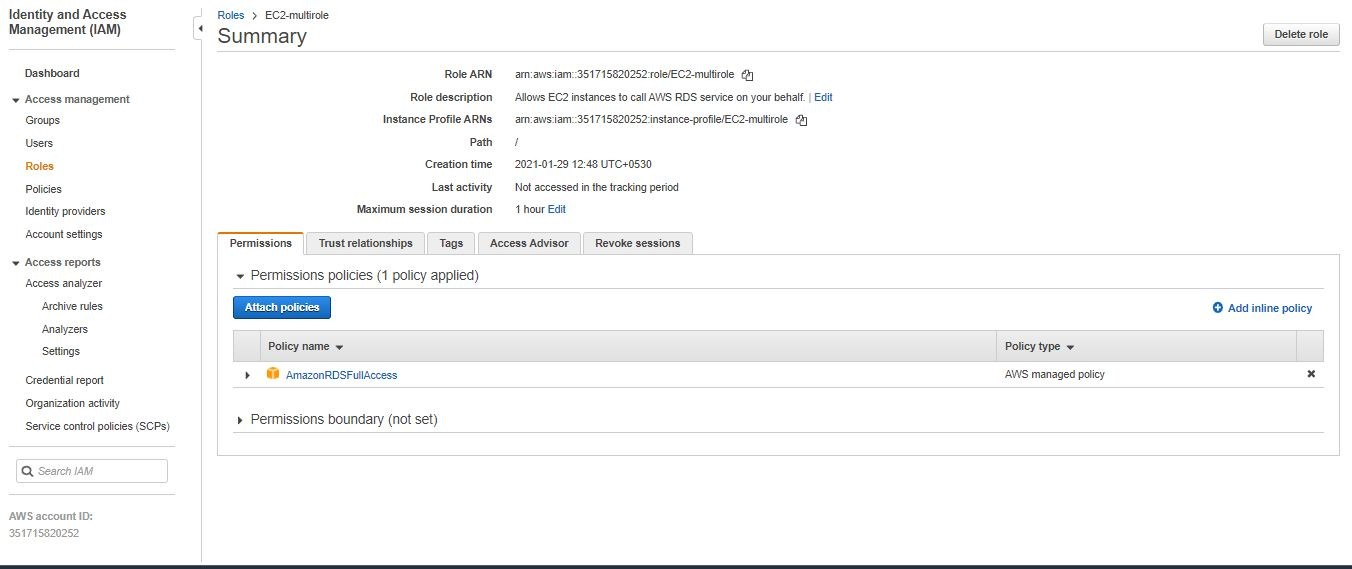 Identity and Access
Management (IAM)
Dashboard
Access management
Groups
Users
Roles
Policies
Identity providers
Account settings
Access reports
Access analyzer
Archive rules
Analyzers
Settings
Credential report
Organization activity
Service control policies (SCPs)
Search IAM
AWS account ID:
351715820252
Roles > EC2-multirole
Summary
Delete role
Role ARN arn:aws:iam::351715820252:role/EC2-multirole
Role description Allows EC2 instances to call AWS RDS service on your behalf. | Edit
Instance Profile ARNs arn:aws:iam::351715820252:instance-profile/EC2-multirole
Path /
Creation time 2021-01-29 12:48 UTC+0530
Last activity Not accessed in the tracking period
Maximum session duration 1 hour Edit
Permissions Trust relationships Tags Access Advisor Revoke sessions
Permissions policies (1 policy applied)
Attach policies Add inline policy
Policy name Policy type
AmazonRDSFullAccess AWS managed policy
Permissions boundary (not set)